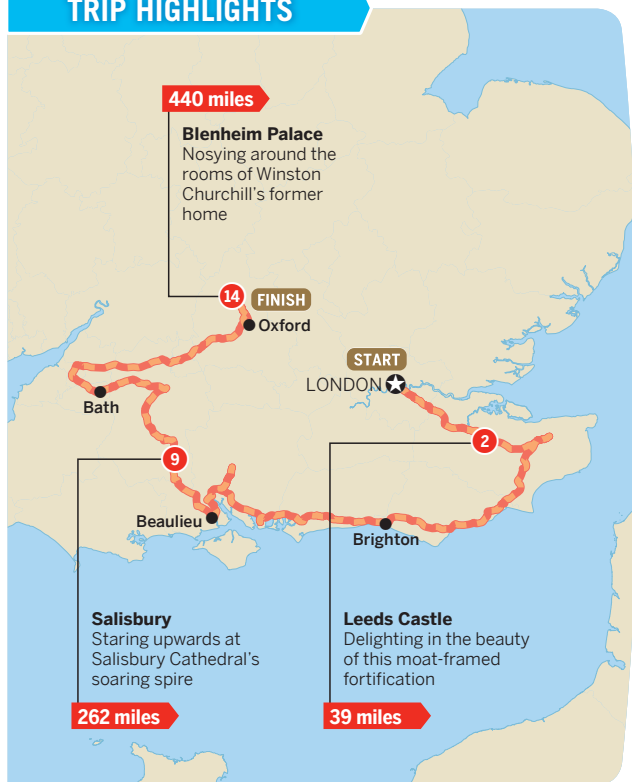 TRIP HIGHLIGHTS
440 miles
Blenheim Palace
Nosying around the
rooms of Winston
Churchill's former
home
14
FINISH
Oxford
START
LONDON
Bath
2
9
Beaulieu
Brighton
Salisbury
Staring upwards at
Salisbury Cathedral's
soaring spire
262 miles
Leeds Castle
Delighting in the beauty
of this moat-framed
fortification
39 miles